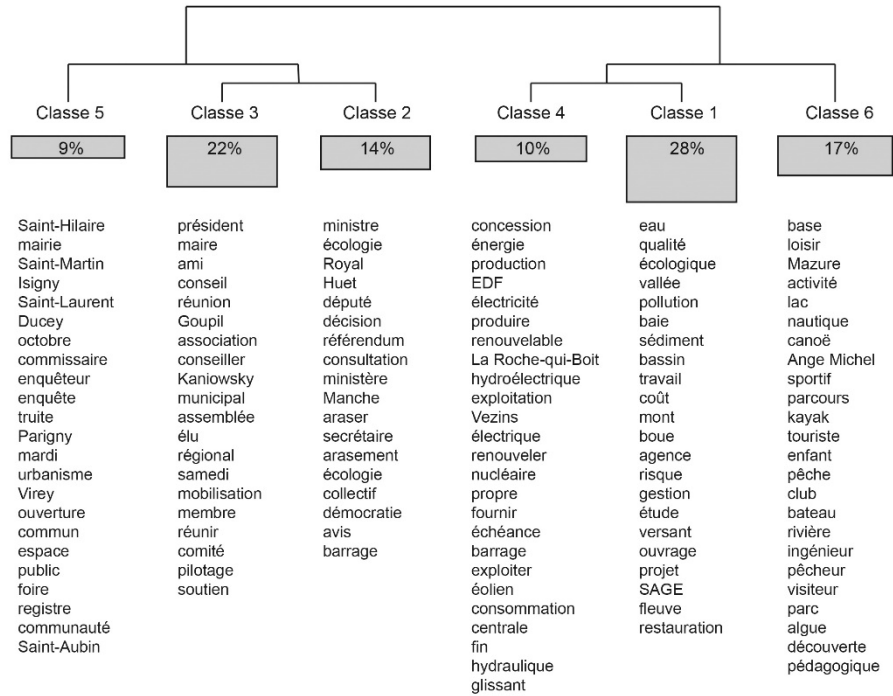 Classe 5
9%
Saint-Hilaire
mairie
Saint-Martin
Isigny
Saint-Laurent
Ducey
octobre
commissaire
enquêteur
enquête
truite
Parigny
mardi
urbanisme
Virey
ouverture
commun
espace
public
foire
registre
communauté
Saint-Aubin
Classe 3
22%
président
maire
ami
conseil
réunion
Goupil
association
conseiller
Kaniowsky
municipal
assemblée
élu
régional
samedi
mobilisation
membre
réunir
comité
pilotage
soutien
Classe 2
14%
ministre
écologie
Royal
Huet
député
décision
référendum
consultation
ministère
Manche
araser
secrétaire
arasement
écologie
collectif
démocratie
avis
barrage
Classe 4
10%
concession
énergie
production
EDF
électricité
produire
renouvelable
La Roche-qui-Boit
hydroélectrique
exploitation
Vezins
électrique
renouveler
nucléaire
propre
fournir
échéance
barrage
exploiter
éolien
consommation
centrale
fin
hydraulique
glissant
Classe 1
28%
eau
qualité
écologique
vallée
pollution
baie
sédiment
bassin
travail
coût
mont
boue
agence
risque
gestion
étude
versant
ouvrage
projet
SAGE
fleuve
restauration
Classe 6
17%
base
loisir
Mazure
activité
lac
nautique
canoë
Ange Michel
sportif
parcours
kayak
touriste
enfant
pêche
club
bateau
rivière
ingénieur
pêcheur
visiteur
parc
algue
découverte
pédagogique